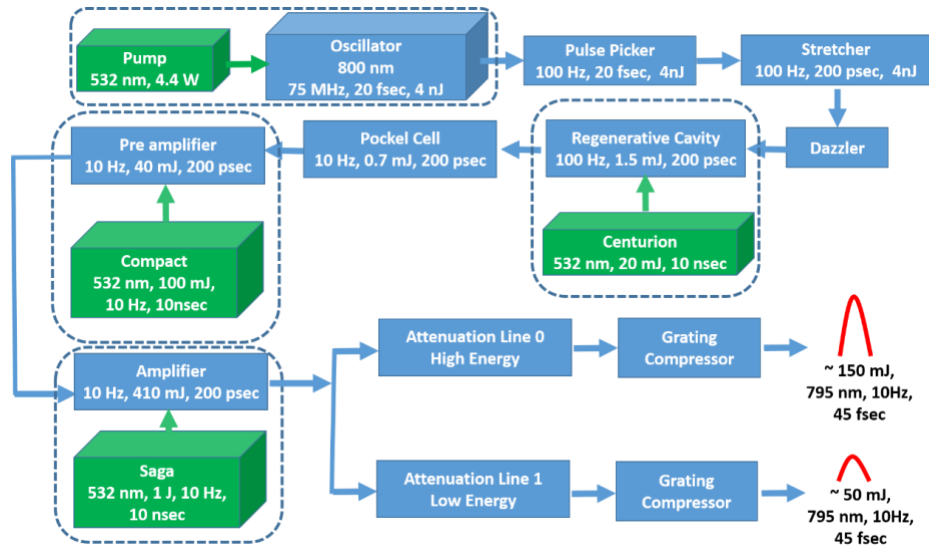 Pump
532 nm, 4.4 W
Oscillator
800 nm
75 MHz, 20 fsec, 4 nJ
Pulse Picker
100 Hz, 20 fsec, 4nJ
Stretcher
100 Hz, 200 psec,  4nJ
Pre amplifier
10 Hz, 40 mJ, 200 psec
Pockel Cell
10 Hz, 0.7 mJ, 200 psec
Regenerative Cavity
100 Hz, 1.5 mJ, 200 psec
Dazzler
Compact
532 nm, 100 mJ,
10 Hz, 10nsec
Centurion
532 nm, 20 mJ, 10 nsec
Amplifier
10 Hz, 410 mJ, 200 psec
Attenuation Line 0
High Energy
Grating
Compressor
~ 150 mJ,
795 nm, 10Hz,
45 fsec
Saga
532 nm, 1 J, 10 Hz,
10 nsec
Attenuation Line 1
Low Energy
Grating
Compressor
~ 50 mJ,
795 nm, 10Hz,
45 fsec